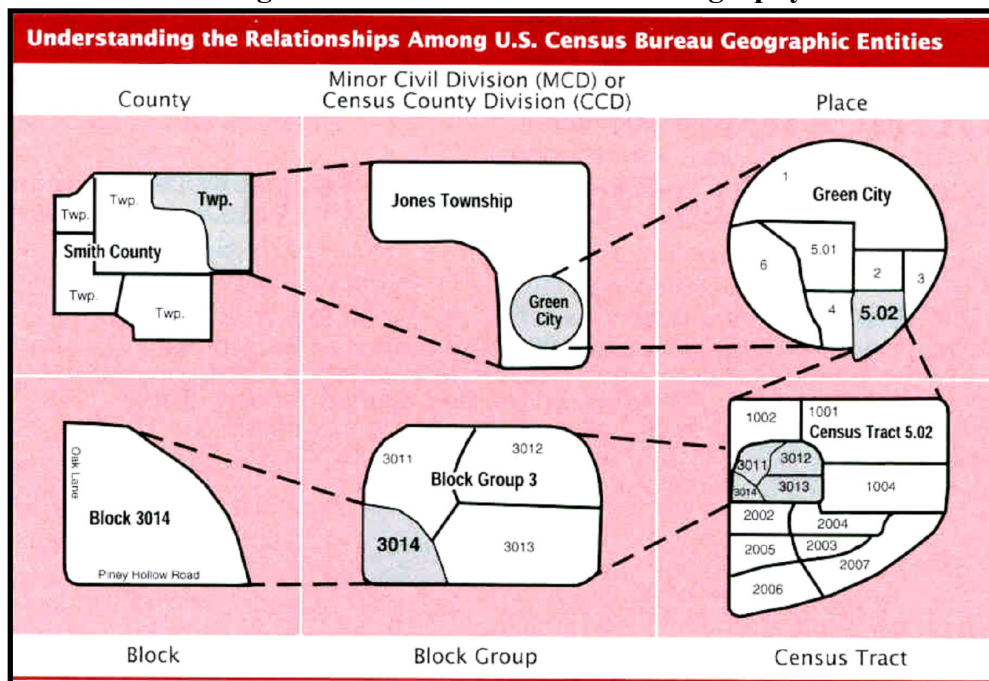 Understanding the Relationships Among U.S. Census Bureau Geographic Entities
County
Minor Civil Division (MCD) or
Census County Division (CCD)
Place
Twp.
Twp.
Twp.
Smith County
Twp.
Twp.
Jones Township
Green
City
1
Green City
5.01
6
2
3
4
5.02
Oak Lane
Block 3014
Piney Hollow Road
3011
3012
Block Group 3
3014
3013
1002
1001
Census Tract 5.02
3011
3012
3014
3013
1004
2002
2004
2005
2003
2007
2006
Block
Block Group
Census Tract